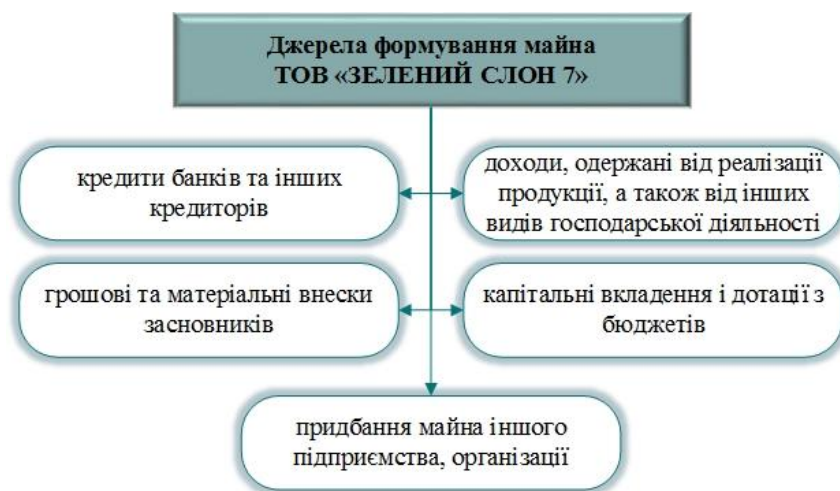 Джерела формування майна
ТОВ «ЗЕЛЕНИЙ СЛОН 7»
кредити банків та інших
кредиторів
доходи, одержані від реалізації
продукції, а також від інших
видів господарської діяльності
грошові та матеріальні внески
засновників
капітальні вкладення і дотації з
бюджетів
придбання майна іншого
підприємства, організації